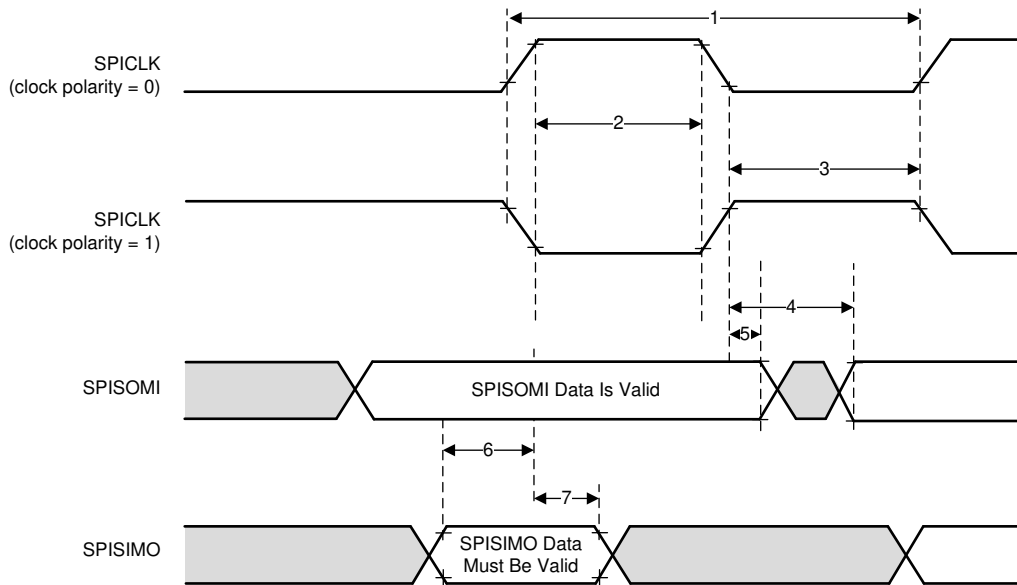 1
SPICLK
(clock polarity = 0)
2
3
SPICLK
(clock polarity = 1)
4
5
SPISOMI
SPISOMI Data Is Valid
6
7
SPISIMO
SPISIMO Data
Must Be Valid